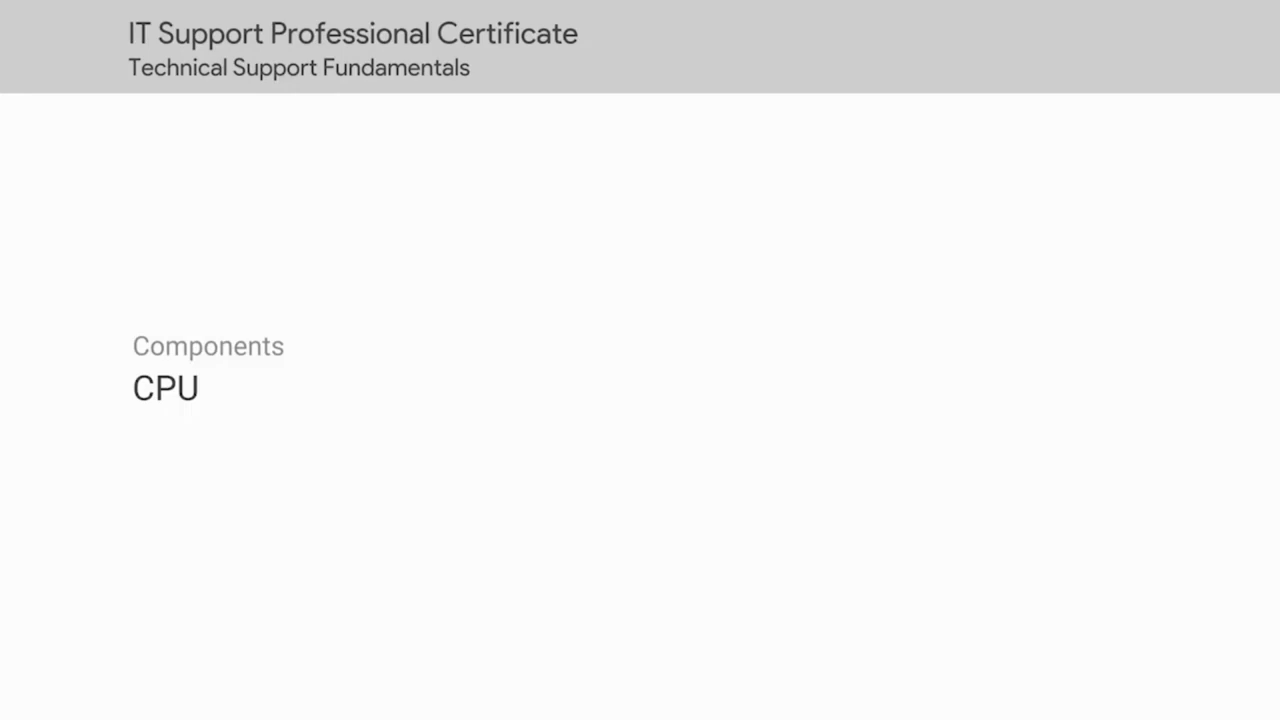 IT Support Professional Certificate
Technical Support Fundamentals
Components
CPU